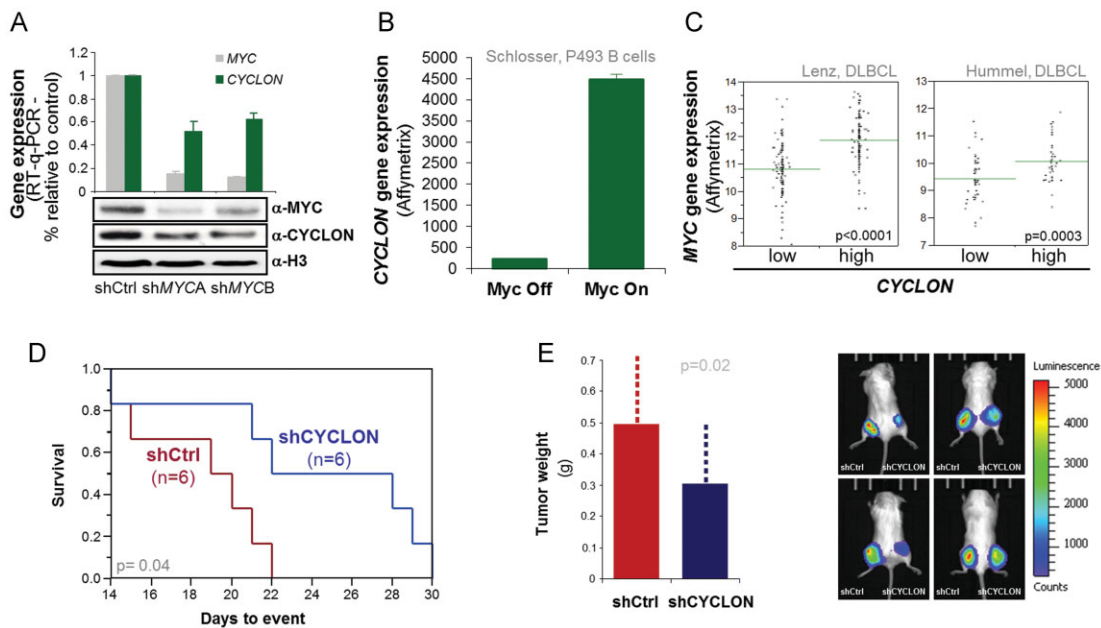 A
Gene expression
(RT-q-PCR -
% relative to control)
1.2
1
0.8
0.6
0.4
0.2
0
MYC
CYCLON
α-MYC
α-CYCLON
α-H3
shCtrl shMYCA shMYCB
B
CYCLON gene expression
(Affymetrix)
Schlosser, P493 B cells
5000
4500
4000
3500
3000
2500
2000
1500
1000
500
0
Myc Off Myc On
C
MYC gene expression
(Affymetrix)
Lenz, DLBCL
14
13
12
11
10
9
8
p<0.0001
low high
Hummel, DLBCL
13
12
11
10
9
8
7
p=0.0003
low high
CYCLON
D
Survival
1.0
0.8
0.6
0.4
0.2
0.0
shCtrl
(n=6)
shCYCLON
(n=6)
p= 0.04
14 16 18 20 22 24 26 28 30
Days to event
E
Tumor weight
(g)
0.7
0.6
0.5
0.4
0.3
0.2
0.1
0
p=0.02
shCtrl shCYCLON
shCtrl shCYCLON
shCtrl shCYCLON
shCtrl shCYCLON
shCtrl shCYCLON
Luminescence
5000
4000
3000
2000
1000
Counts